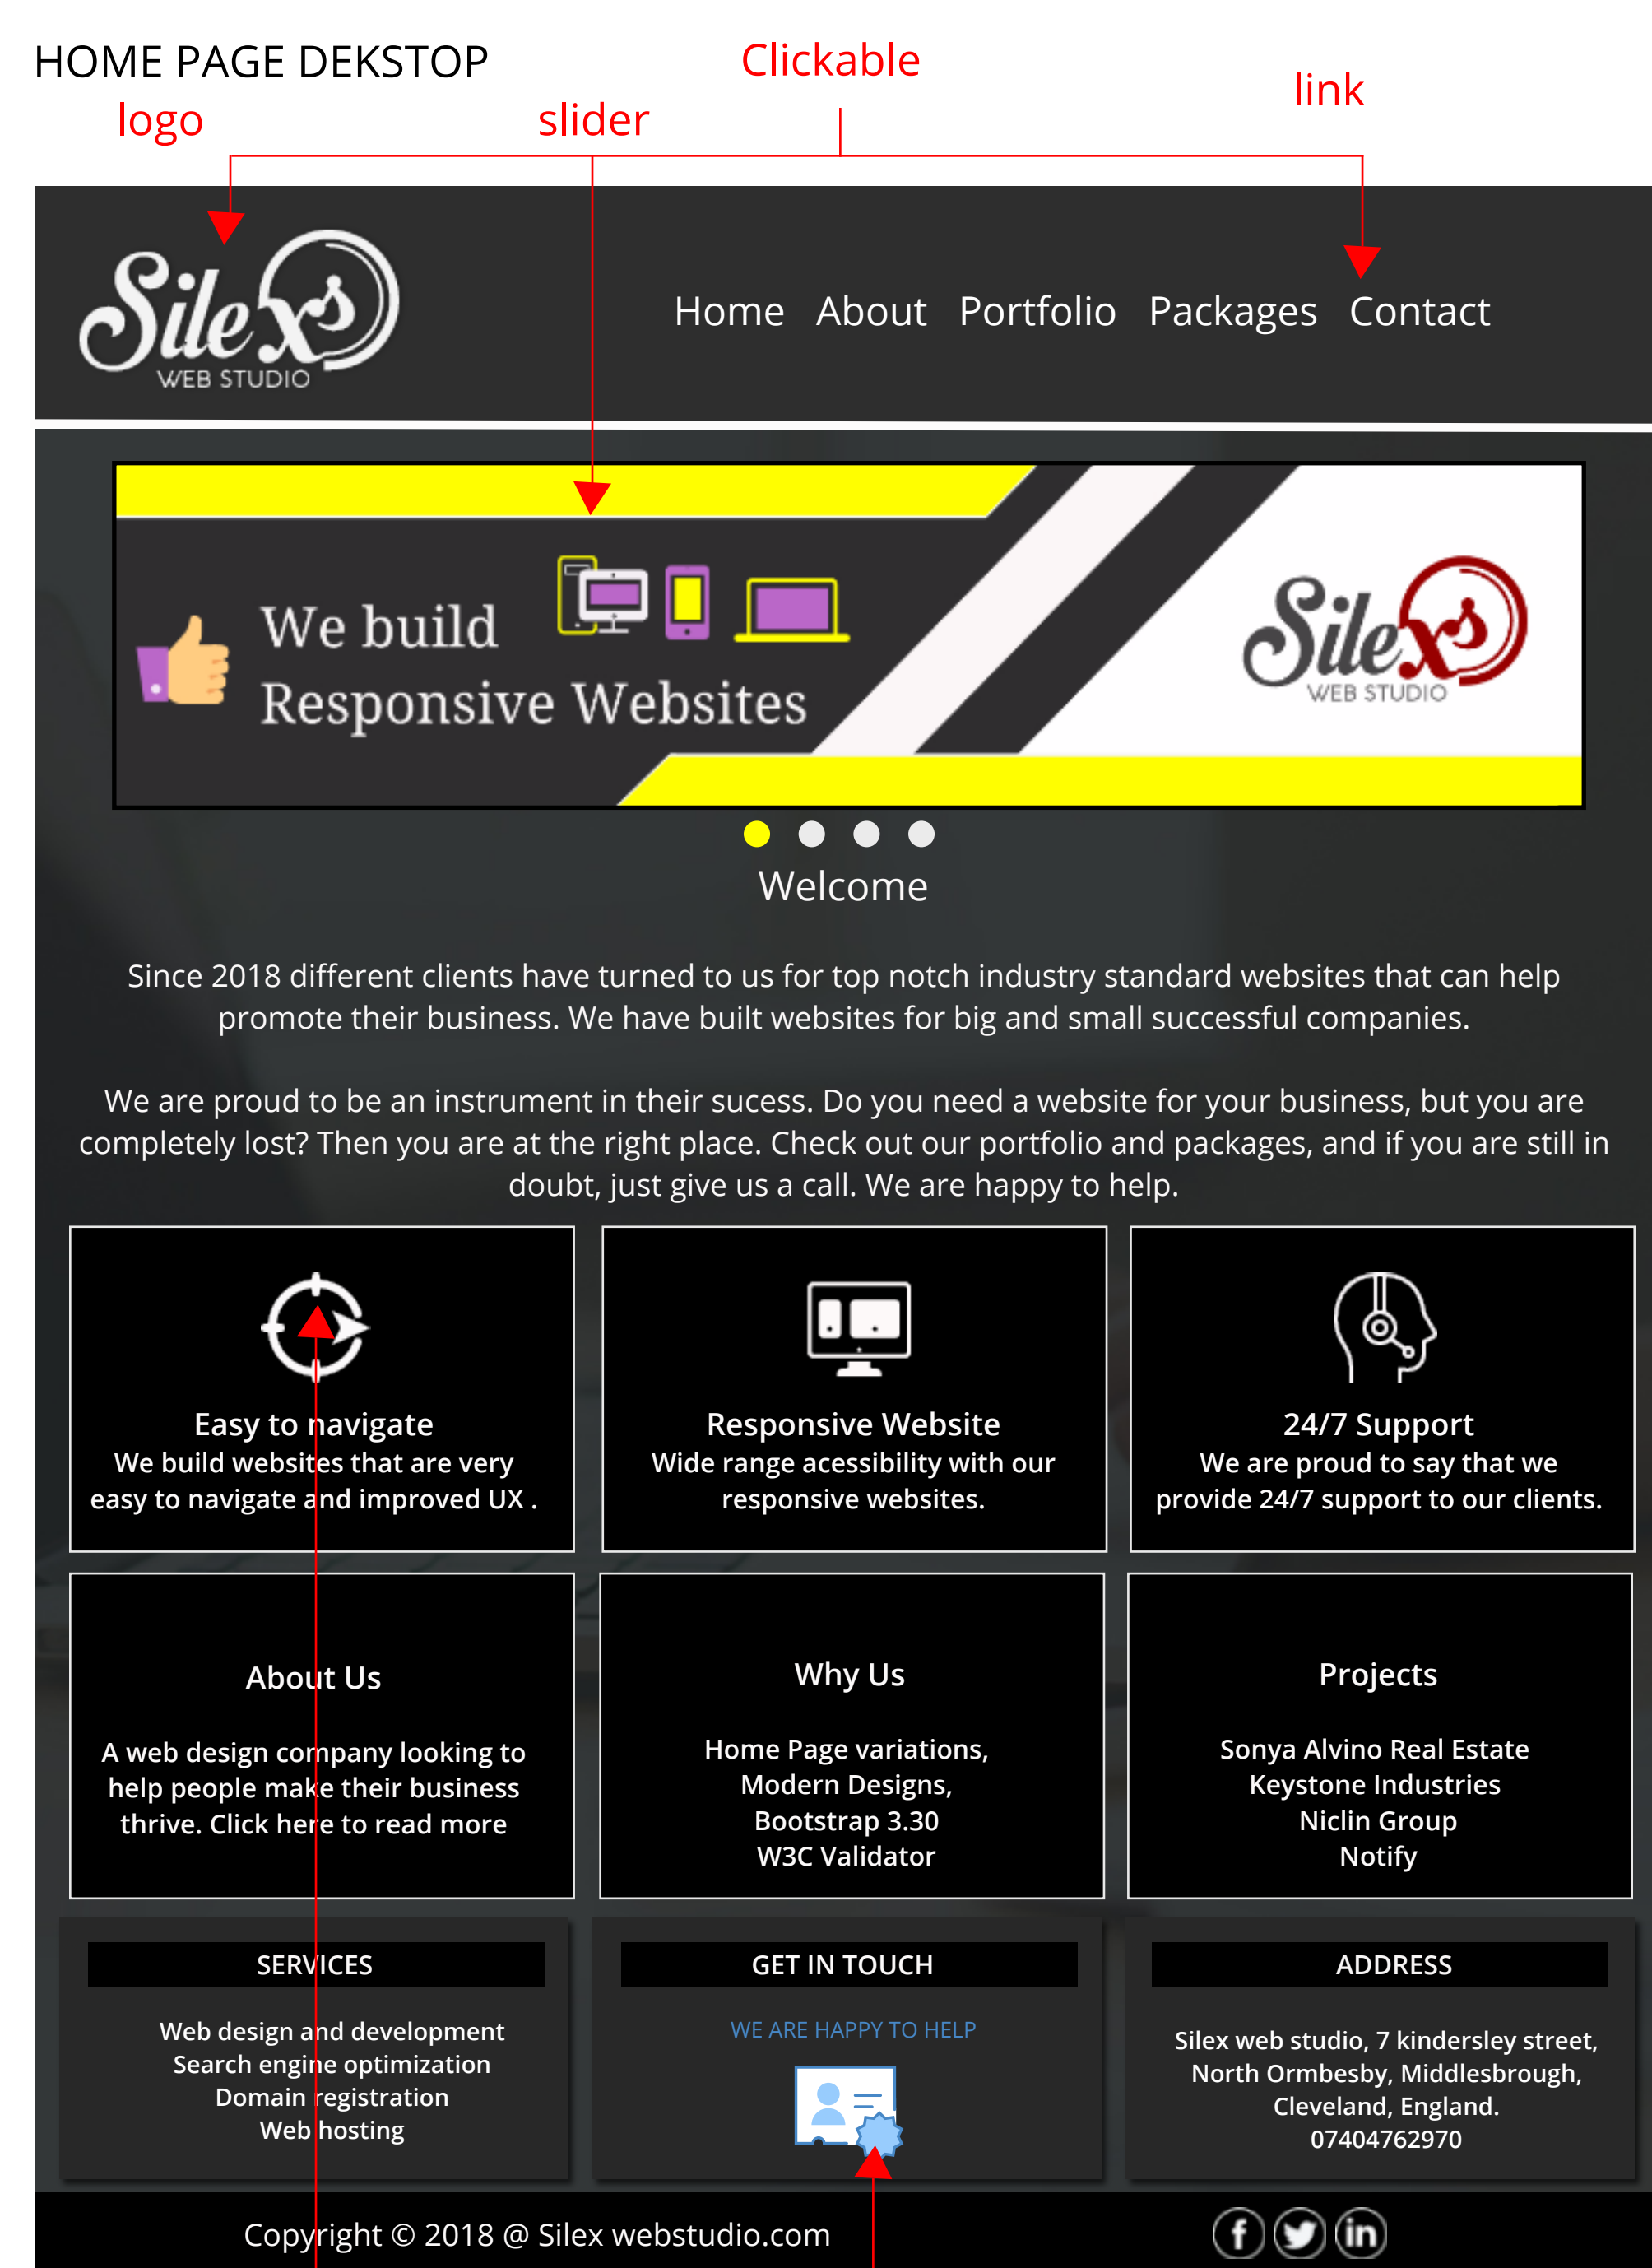 HOME PAGE DEKSTOP
Clickable
link
logo
slider
Silexs
WEB STUDIO
Home About Portfolio Packages Contact
We build
Responsive Websites
Silexs
WEB STUDIO
Welcome
Since 2018 different clients have turned to us for top notch industry standard websites that can help
promote their business. We have built websites for big and small successful companies.
We are proud to be an instrument in their sucess. Do you need a website for your business, but you are
completely lost? Then you are at the right place. Check out our portfolio and packages, and if you are still in
doubt, just give us a call. We are happy to help.
Easy to navigate
We build websites that are very
easy to navigate and improved UX .
Responsive Website
Wide range acessibility with our
responsive websites.
24/7 Support
We are proud to say that we
provide 24/7 support to our clients.
About Us
A web design company looking to
help people make their business
thrive. Click here to read more
Why Us
Home Page variations,
Modern Designs,
Bootstrap 3.30
W3C Validator
Projects
Sonya Alvino Real Estate
Keystone Industries
Niclin Group
Notify
SERVICES
Web design and development
Search engine optimization
Domain registration
Web hosting
GET IN TOUCH
WE ARE HAPPY TO HELP
ADDRESS
Silex web studio, 7 kindersley street,
North Ormbesby, Middlesbrough,
Cleveland, England.
07404762970
Copyright © 2018 @ Silex webstudio.com
f in